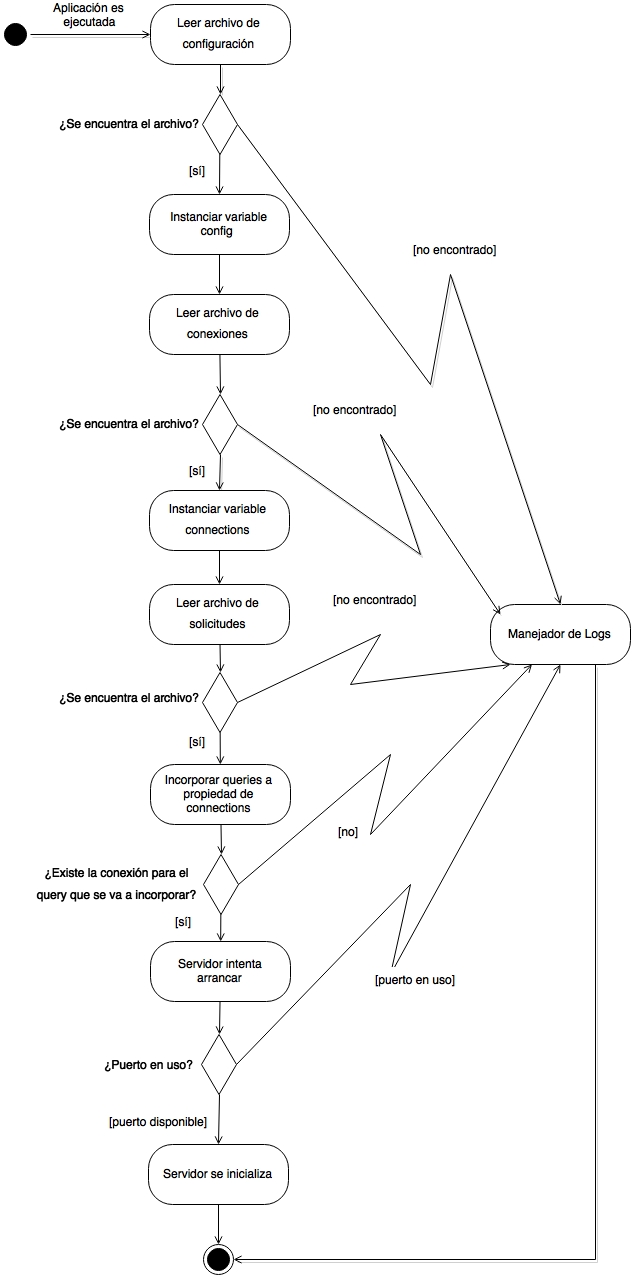 Aplicación es
ejecutada
Leer archivo de
configuración
¿Se encuentra el archivo?
[sí]
Instanciar variable
config
[no encontrado]
Leer archivo de
conexiones
[no encontrado]
¿Se encuentra el archivo?
[sí]
Instanciar variable
connections
Leer archivo de
solicitudes
[no encontrado]
Manejador de Logs
¿Se encuentra el archivo?
[sí]
Incorporar queries a
propiedad de
connections
[no]
¿Existe la conexión para el
query que se va a incorporar?
[sí]
Servidor intenta
arrancar
[puerto en uso]
¿Puerto en uso?
[puerto disponible]
Servidor se inicializa